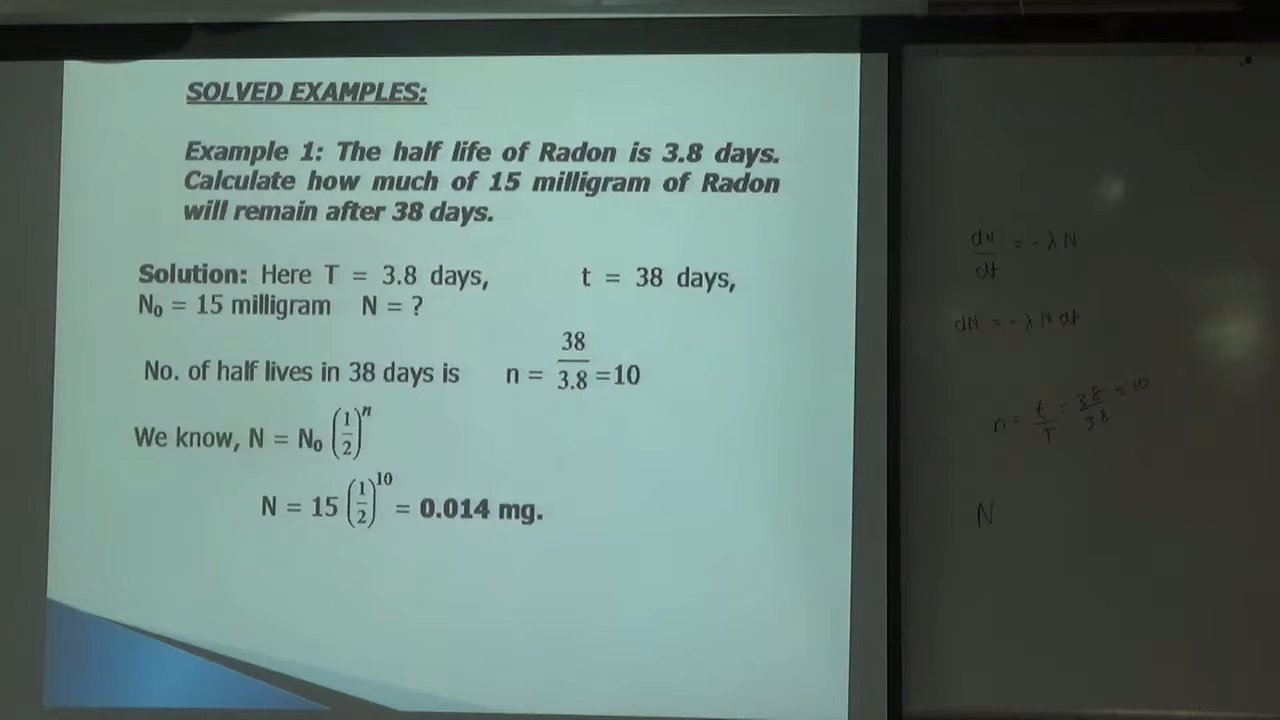 SOLVED EXAMPLES:
Example 1: The half life of Radon is 3.8 days.
Calculate how much of 15 milligram of Radon
will remain after 38 days.
Solution: Here T = 3.8 days, t = 38 days,
N₀ = 15 milligram N = ?
No. of half lives in 38 days is n = 38/3.8 =10
We know, N = N₀ (1/2)ⁿ
N = 15 (1/2)¹⁰ = 0.014 mg.
dN/dt = -λN
dN = -λN dt
n = t/T = 38/38 = 10
N